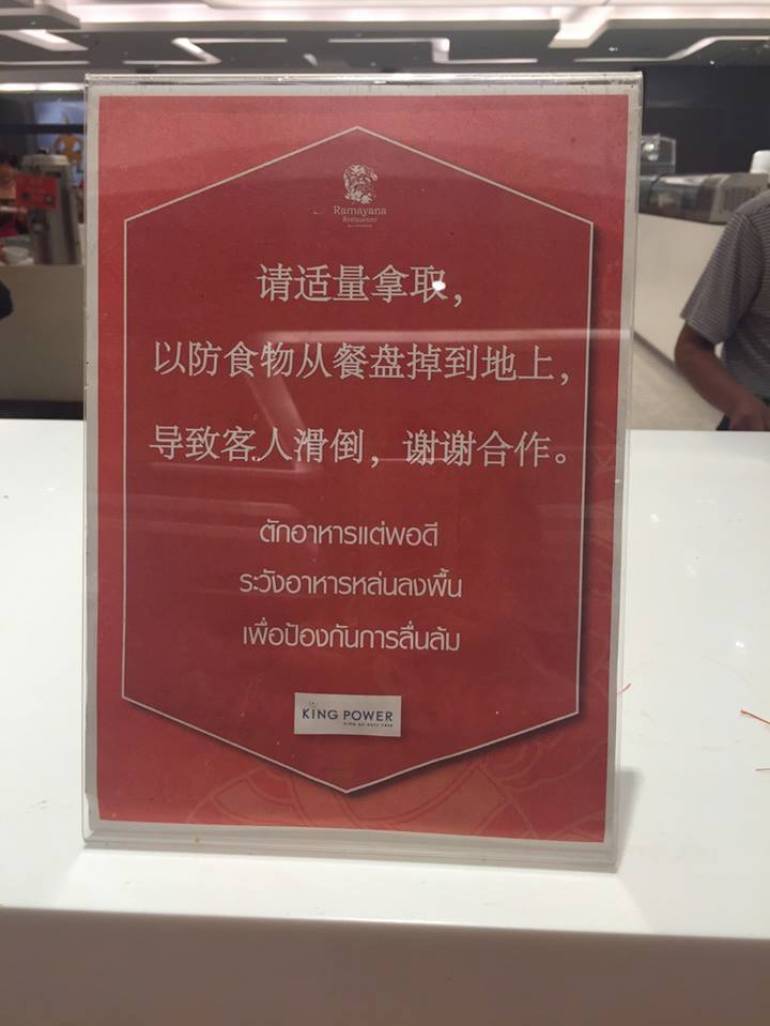 Ramayana
Restaurant
请适量拿取，
以防食物从餐盘掉到地上，
导致客人滑倒，谢谢合作。
ตักอาหารแต่พอดี
ระวังอาหารหล่นลงพื้น
เพื่อป้องกันการลื่นล้ม
KING POWER